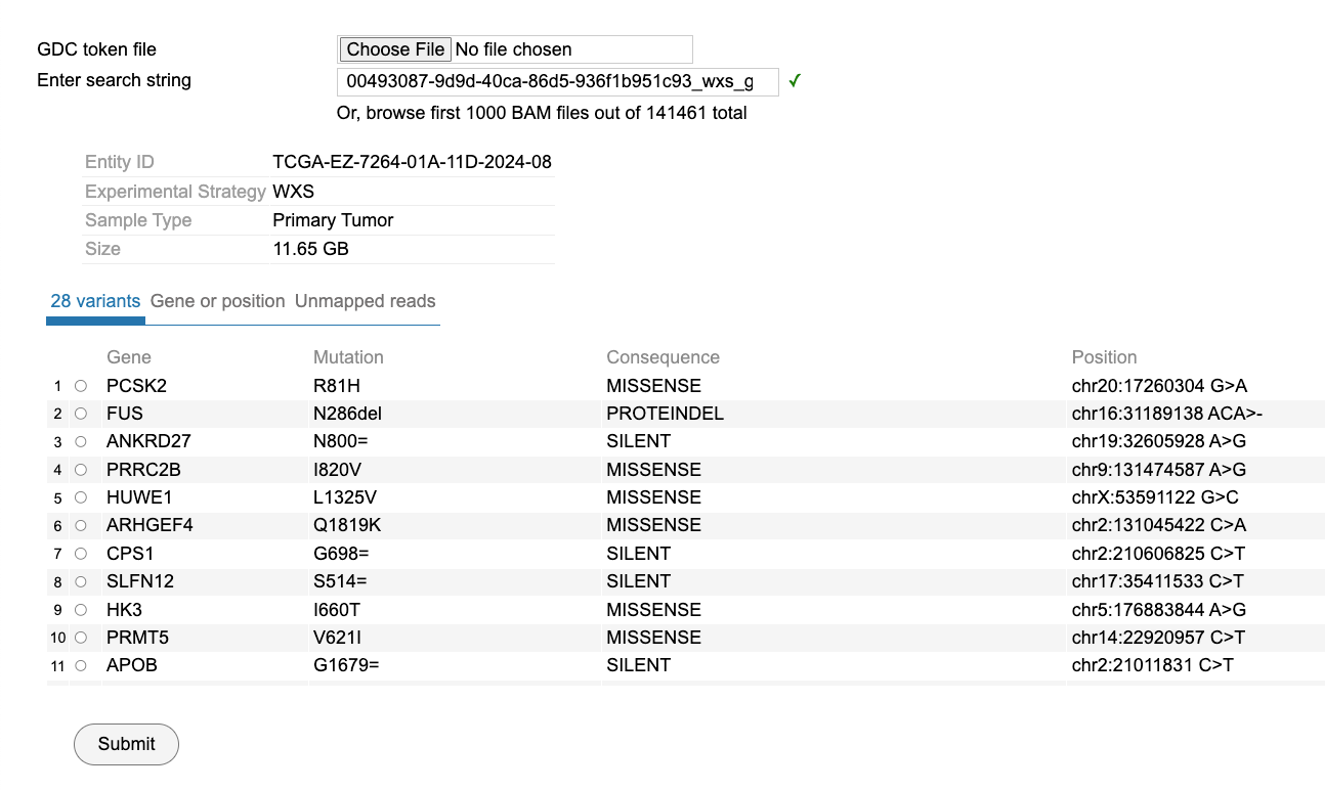 GDC token file Choose File No file chosen
Enter search string 00493087-9d9d-40ca-86d5-936f1b951c93_wxs_g ✓
Or, browse first 1000 BAM files out of 141461 total
Entity ID TCGA-EZ-7264-01A-11D-2024-08
Experimental Strategy WXS
Sample Type Primary Tumor
Size 11.65 GB
28 variants Gene or position Unmapped reads
Gene Mutation Consequence Position
1 PCSK2 R81H MISSENSE chr20:17260304 G>A
2 FUS N286del PROTEINDEL chr16:31189138 ACA>-
3 ANKRD27 N800= SILENT chr19:32605928 A>G
4 PRRC2B I820V MISSENSE chr9:131474587 A>G
5 HUWE1 L1325V MISSENSE chrX:53591122 G>C
6 ARHGEF4 Q1819K MISSENSE chr2:131045422 C>A
7 CPS1 G698= SILENT chr2:210606825 C>T
8 SLFN12 S514= SILENT chr17:35411533 C>T
9 HK3 I660T MISSENSE chr5:176883844 A>G
10 PRMT5 V621I MISSENSE chr14:22920957 C>T
11 APOB G1679= SILENT chr2:21011831 C>T
Submit